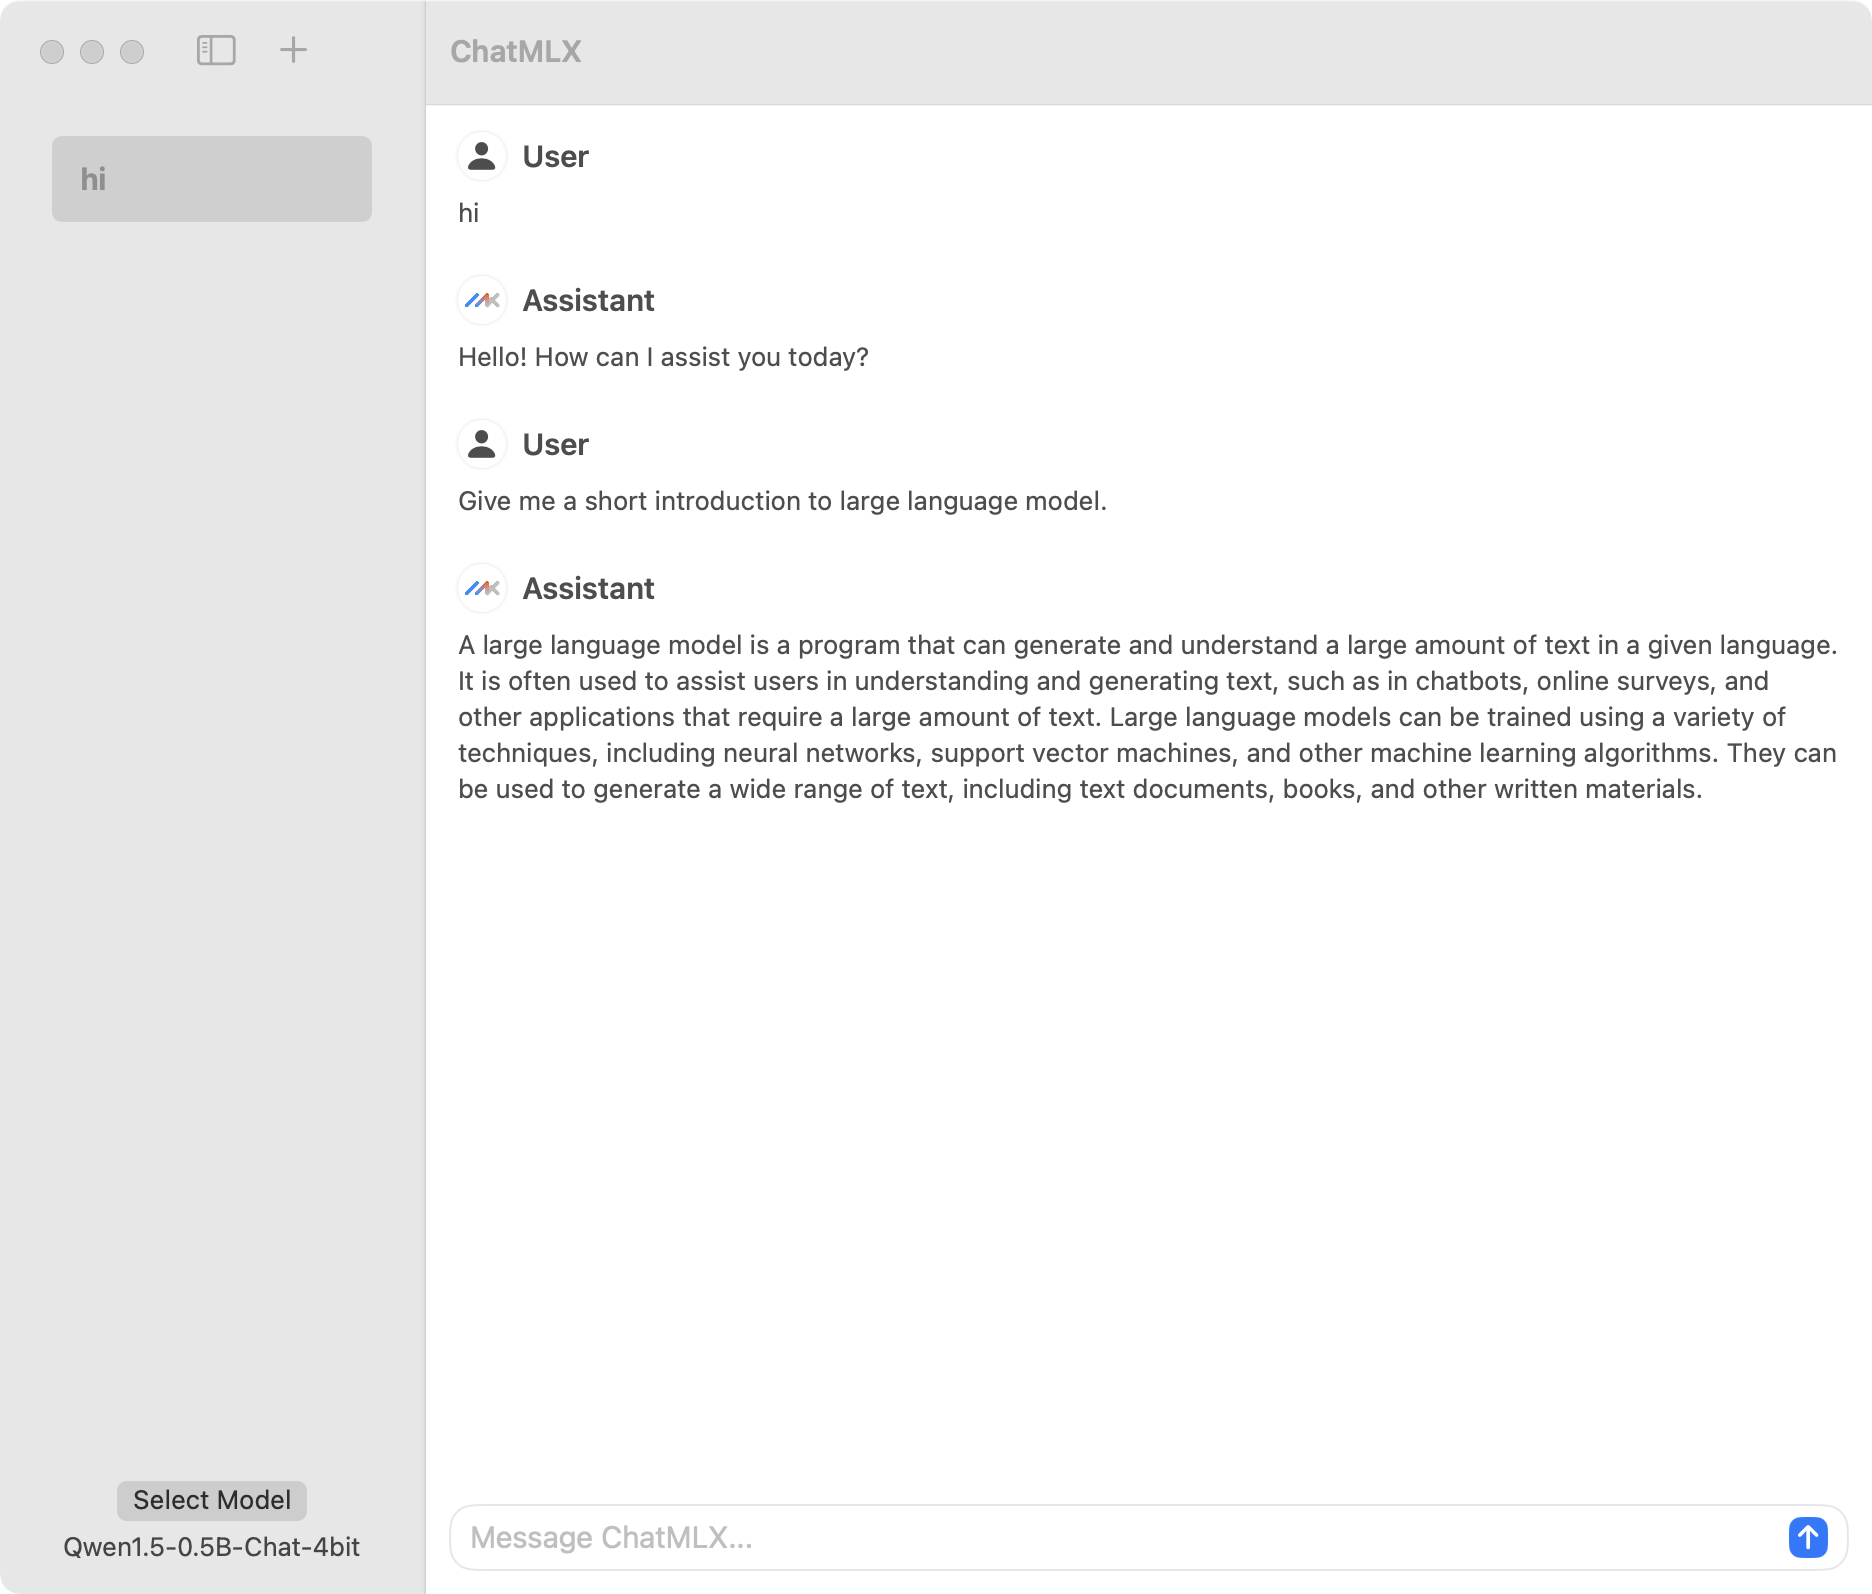 ChatMLX
hi
User
hi
Assistant
Hello! How can I assist you today?
User
Give me a short introduction to large language model.
Assistant
A large language model is a program that can generate and understand a large amount of text in a given language.
It is often used to assist users in understanding and generating text, such as in chatbots, online surveys, and
other applications that require a large amount of text. Large language models can be trained using a variety of
techniques, including neural networks, support vector machines, and other machine learning algorithms. They can
be used to generate a wide range of text, including text documents, books, and other written materials.
Select Model
Qwen1.5-0.5B-Chat-4bit
Message ChatMLX...